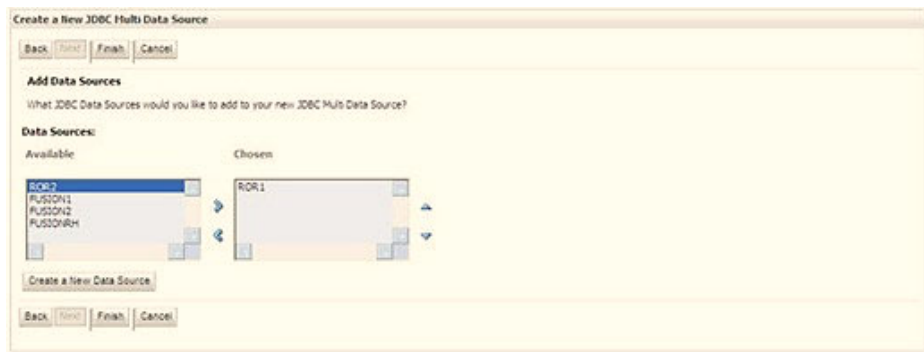 Create a New JDBC Multi Data Source
Back Next Finish Cancel
Add Data Sources
What JDBC Data Sources would you like to add to your new JDBC Multi Data Source?
Data Sources:
Available Chosen
ROR2 ROR1
FUSION1
FUSION2
FUSIONRH
Create a New Data Source
Back Next Finish Cancel